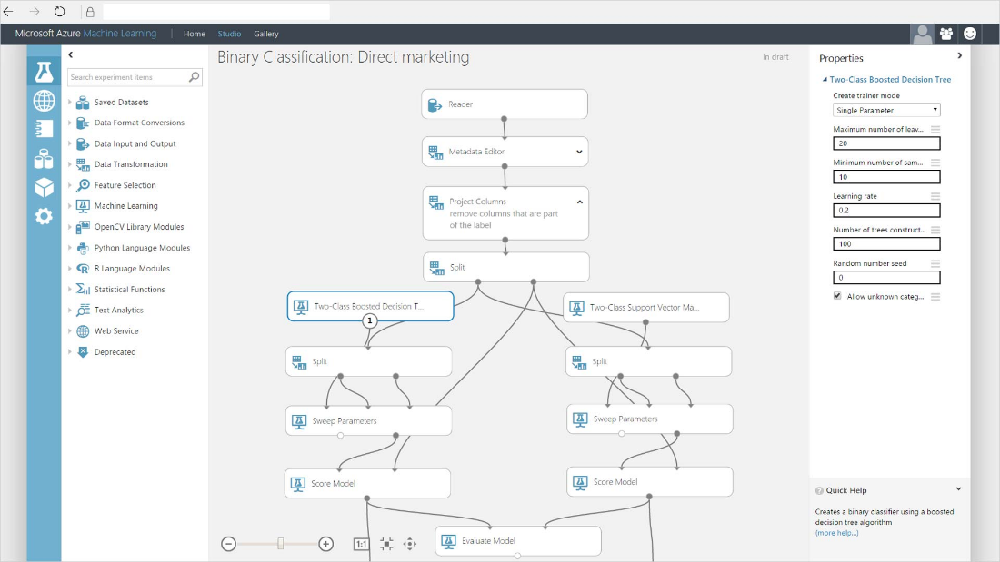 Microsoft Azure Machine Learning
Home
Studio
Gallery
Search experiment items
Saved Datasets
Data Format Conversions
Data Input and Output
Data Transformation
Feature Selection
Machine Learning
OpenCV Library Modules
Python Language Modules
R Language Modules
Statistical Functions
Text Analytics
Web Service
Deprecated
Binary Classification: Direct marketing
In draft
Reader
Metadata Editor
Project Columns
remove columns that are part
of the label
Split
Two-Class Boosted Decision T...
Two-Class Support Vector Ma...
1
Split
Split
Sweep Parameters
Sweep Parameters
Score Model
Score Model
Evaluate Model
1:1
Properties
Two-Class Boosted Decision Tree
Create trainer mode
Single Parameter
Maximum number of leav...
20
Minimum number of sam...
10
Learning rate
0.2
Number of trees construct...
100
Random number seed
0
Allow unknown categ...
Quick Help
Creates a binary classifier using a boosted
decision tree algorithm
(more help...)